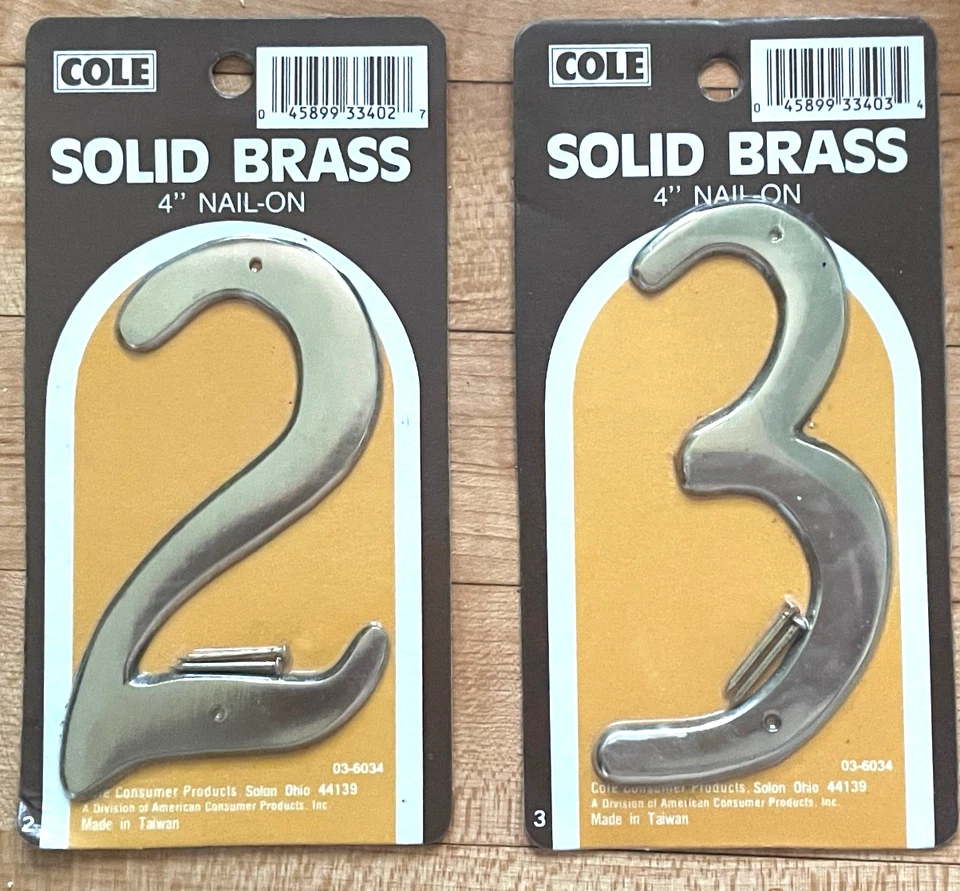 COLE
0 45899 33402 7
SOLID BRASS
4" NAIL-ON
2
03-6034
Cole Consumer Products, Solon Ohio 44139
A Division of American Consumer Products, Inc.
Made in Taiwan
2
COLE
0 45899 33403 4
SOLID BRASS
4" NAIL-ON
3
03-6034
Cole Consumer Products, Solon Ohio 44139
A Division of American Consumer Products, Inc.
Made in Taiwan
3